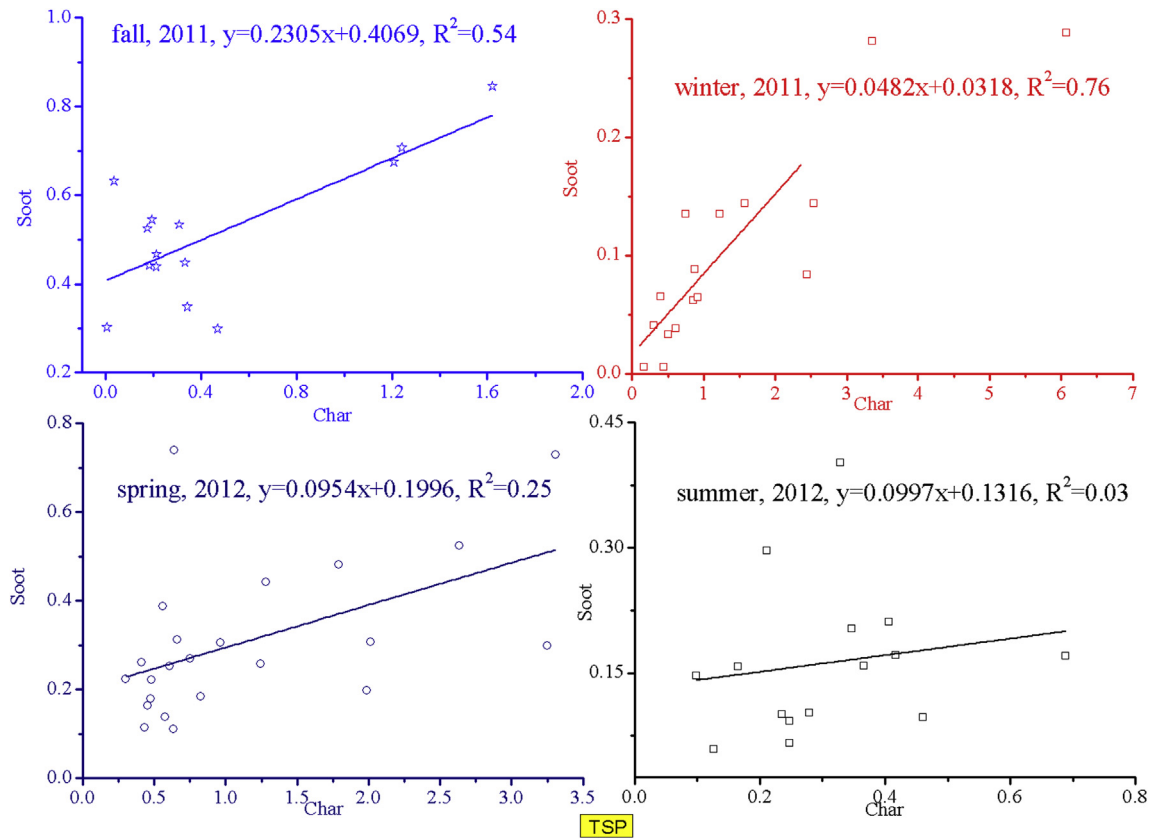 fall, 2011, y=0.2305x+0.4069, R²=0.54
1.0
0.8
0.6
0.4
0.2
Soot
0.0 0.4 0.8 1.2 1.6 2.0
Char
winter, 2011, y=0.0482x+0.0318, R²=0.76
0.3
0.2
0.1
0.0
Soot
0 1 2 3 4 5 6 7
Char
spring, 2012, y=0.0954x+0.1996, R²=0.25
0.8
0.6
0.4
0.2
0.0
Soot
0.0 0.5 1.0 1.5 2.0 2.5 3.0 3.5
Char
summer, 2012, y=0.0997x+0.1316, R²=0.03
0.45
0.30
0.15
Soot
0.0 0.2 0.4 0.6 0.8
Char
TSP